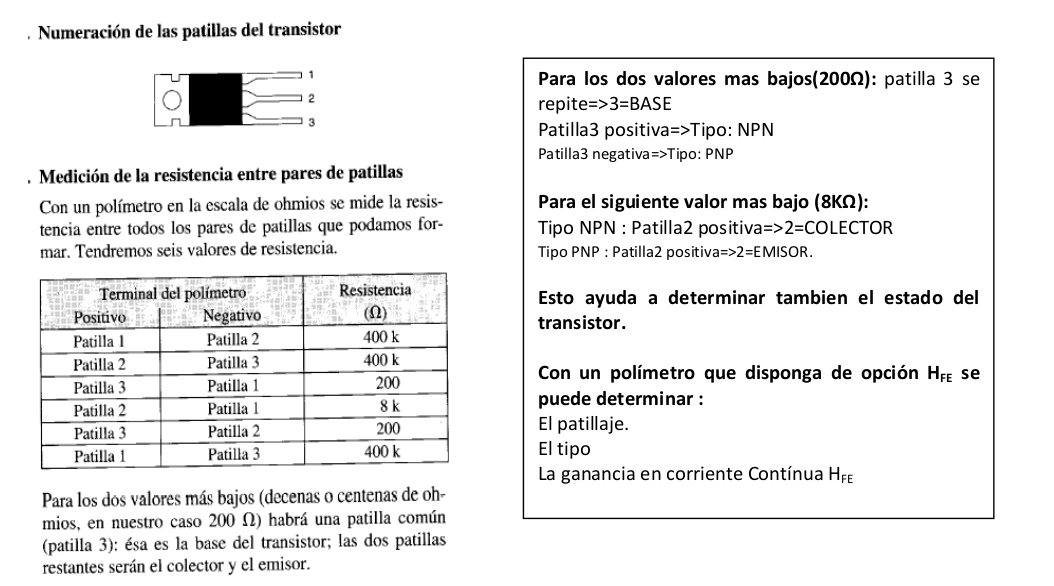 . Numeración de las patillas del transistor
1
2
3
. Medición de la resistencia entre pares de patillas
Con un polímetro en la escala de ohmios se mide la resis-
tencia entre todos los pares de patillas que podamos for-
mar. Tendremos seis valores de resistencia.
Terminal del polímetro Resistencia
Positivo Negativo (Ω)
Patilla 1 Patilla 2 400 k
Patilla 2 Patilla 3 400 k
Patilla 3 Patilla 1 200
Patilla 2 Patilla 1 8 k
Patilla 3 Patilla 2 200
Patilla 1 Patilla 3 400 k
Para los dos valores más bajos (decenas o centenas de oh-
mios, en nuestro caso 200 Ω) habrá una patilla común
(patilla 3): ésa es la base del transistor; las dos patillas
restantes serán el colector y el emisor.
Para los dos valores mas bajos(200Ω): patilla 3 se
repite=>3=BASE
Patilla3 positiva=>Tipo: NPN
Patilla3 negativa=>Tipo: PNP
Para el siguiente valor mas bajo (8KΩ):
Tipo NPN : Patilla2 positiva=>2=COLECTOR
Tipo PNP : Patilla2 positiva=>2=EMISOR.
Esto ayuda a determinar tambien el estado del
transistor.
Con un polímetro que disponga de opción HFE se
puede determinar :
El patillaje.
El tipo
La ganancia en corriente Contínua HFE